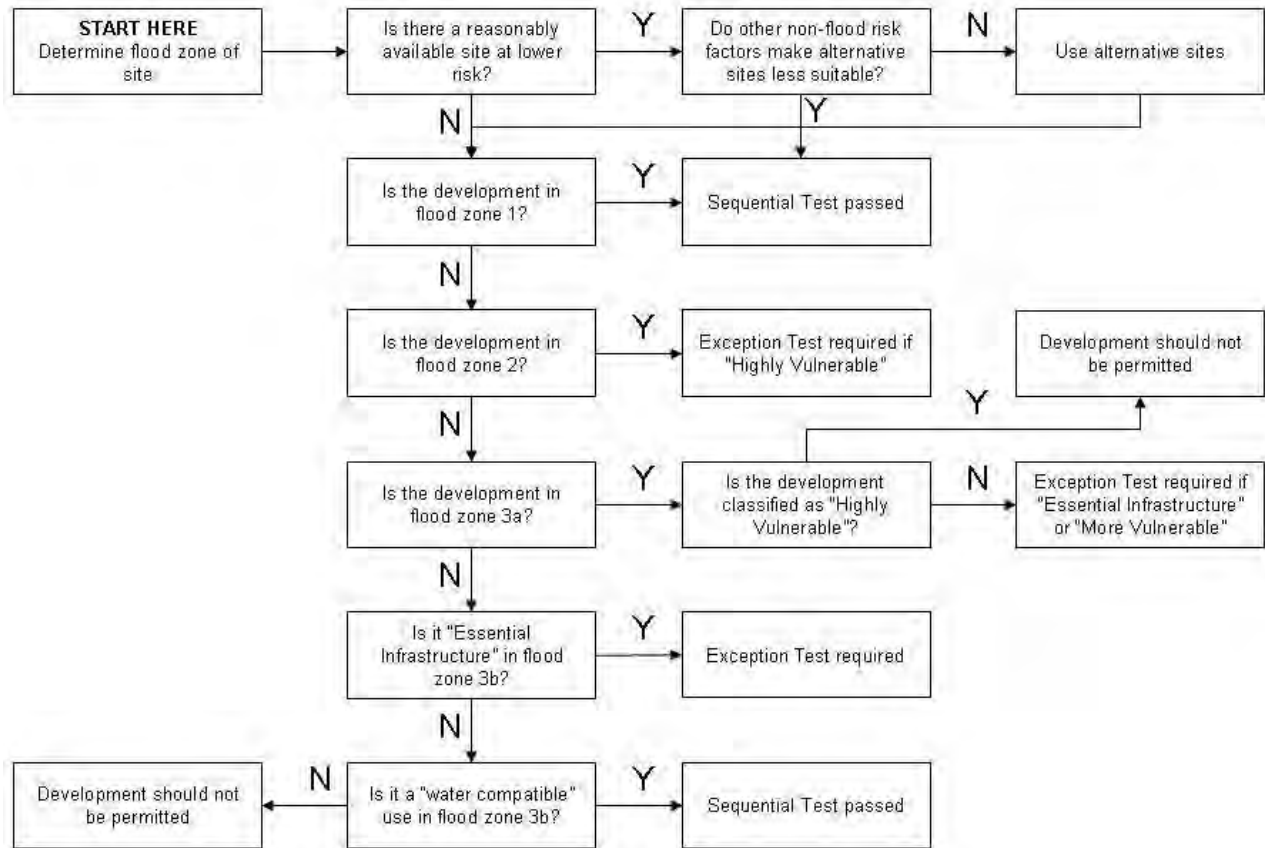 START HERE
Determine flood zone of
site
Is there a reasonably
available site at lower
risk?
Y
Do other non-flood risk
factors make alternative
sites less suitable?
N
Use alternative sites
N
Y
Is the development in
flood zone 1?
Y
Sequential Test passed
N
Is the development in
flood zone 2?
Y
Exception Test required if
"Highly Vulnerable"
Development should not
be permitted
N
Y
Is the development in
flood zone 3a?
Y
Is the development
classified as "Highly
Vulnerable"?
N
Exception Test required if
"Essential Infrastructure"
or "More Vulnerable"
N
Is it "Essential
Infrastructure" in flood
zone 3b?
Y
Exception Test required
N
Development should not
be permitted
N
Is it a "water compatible"
use in flood zone 3b?
Y
Sequential Test passed